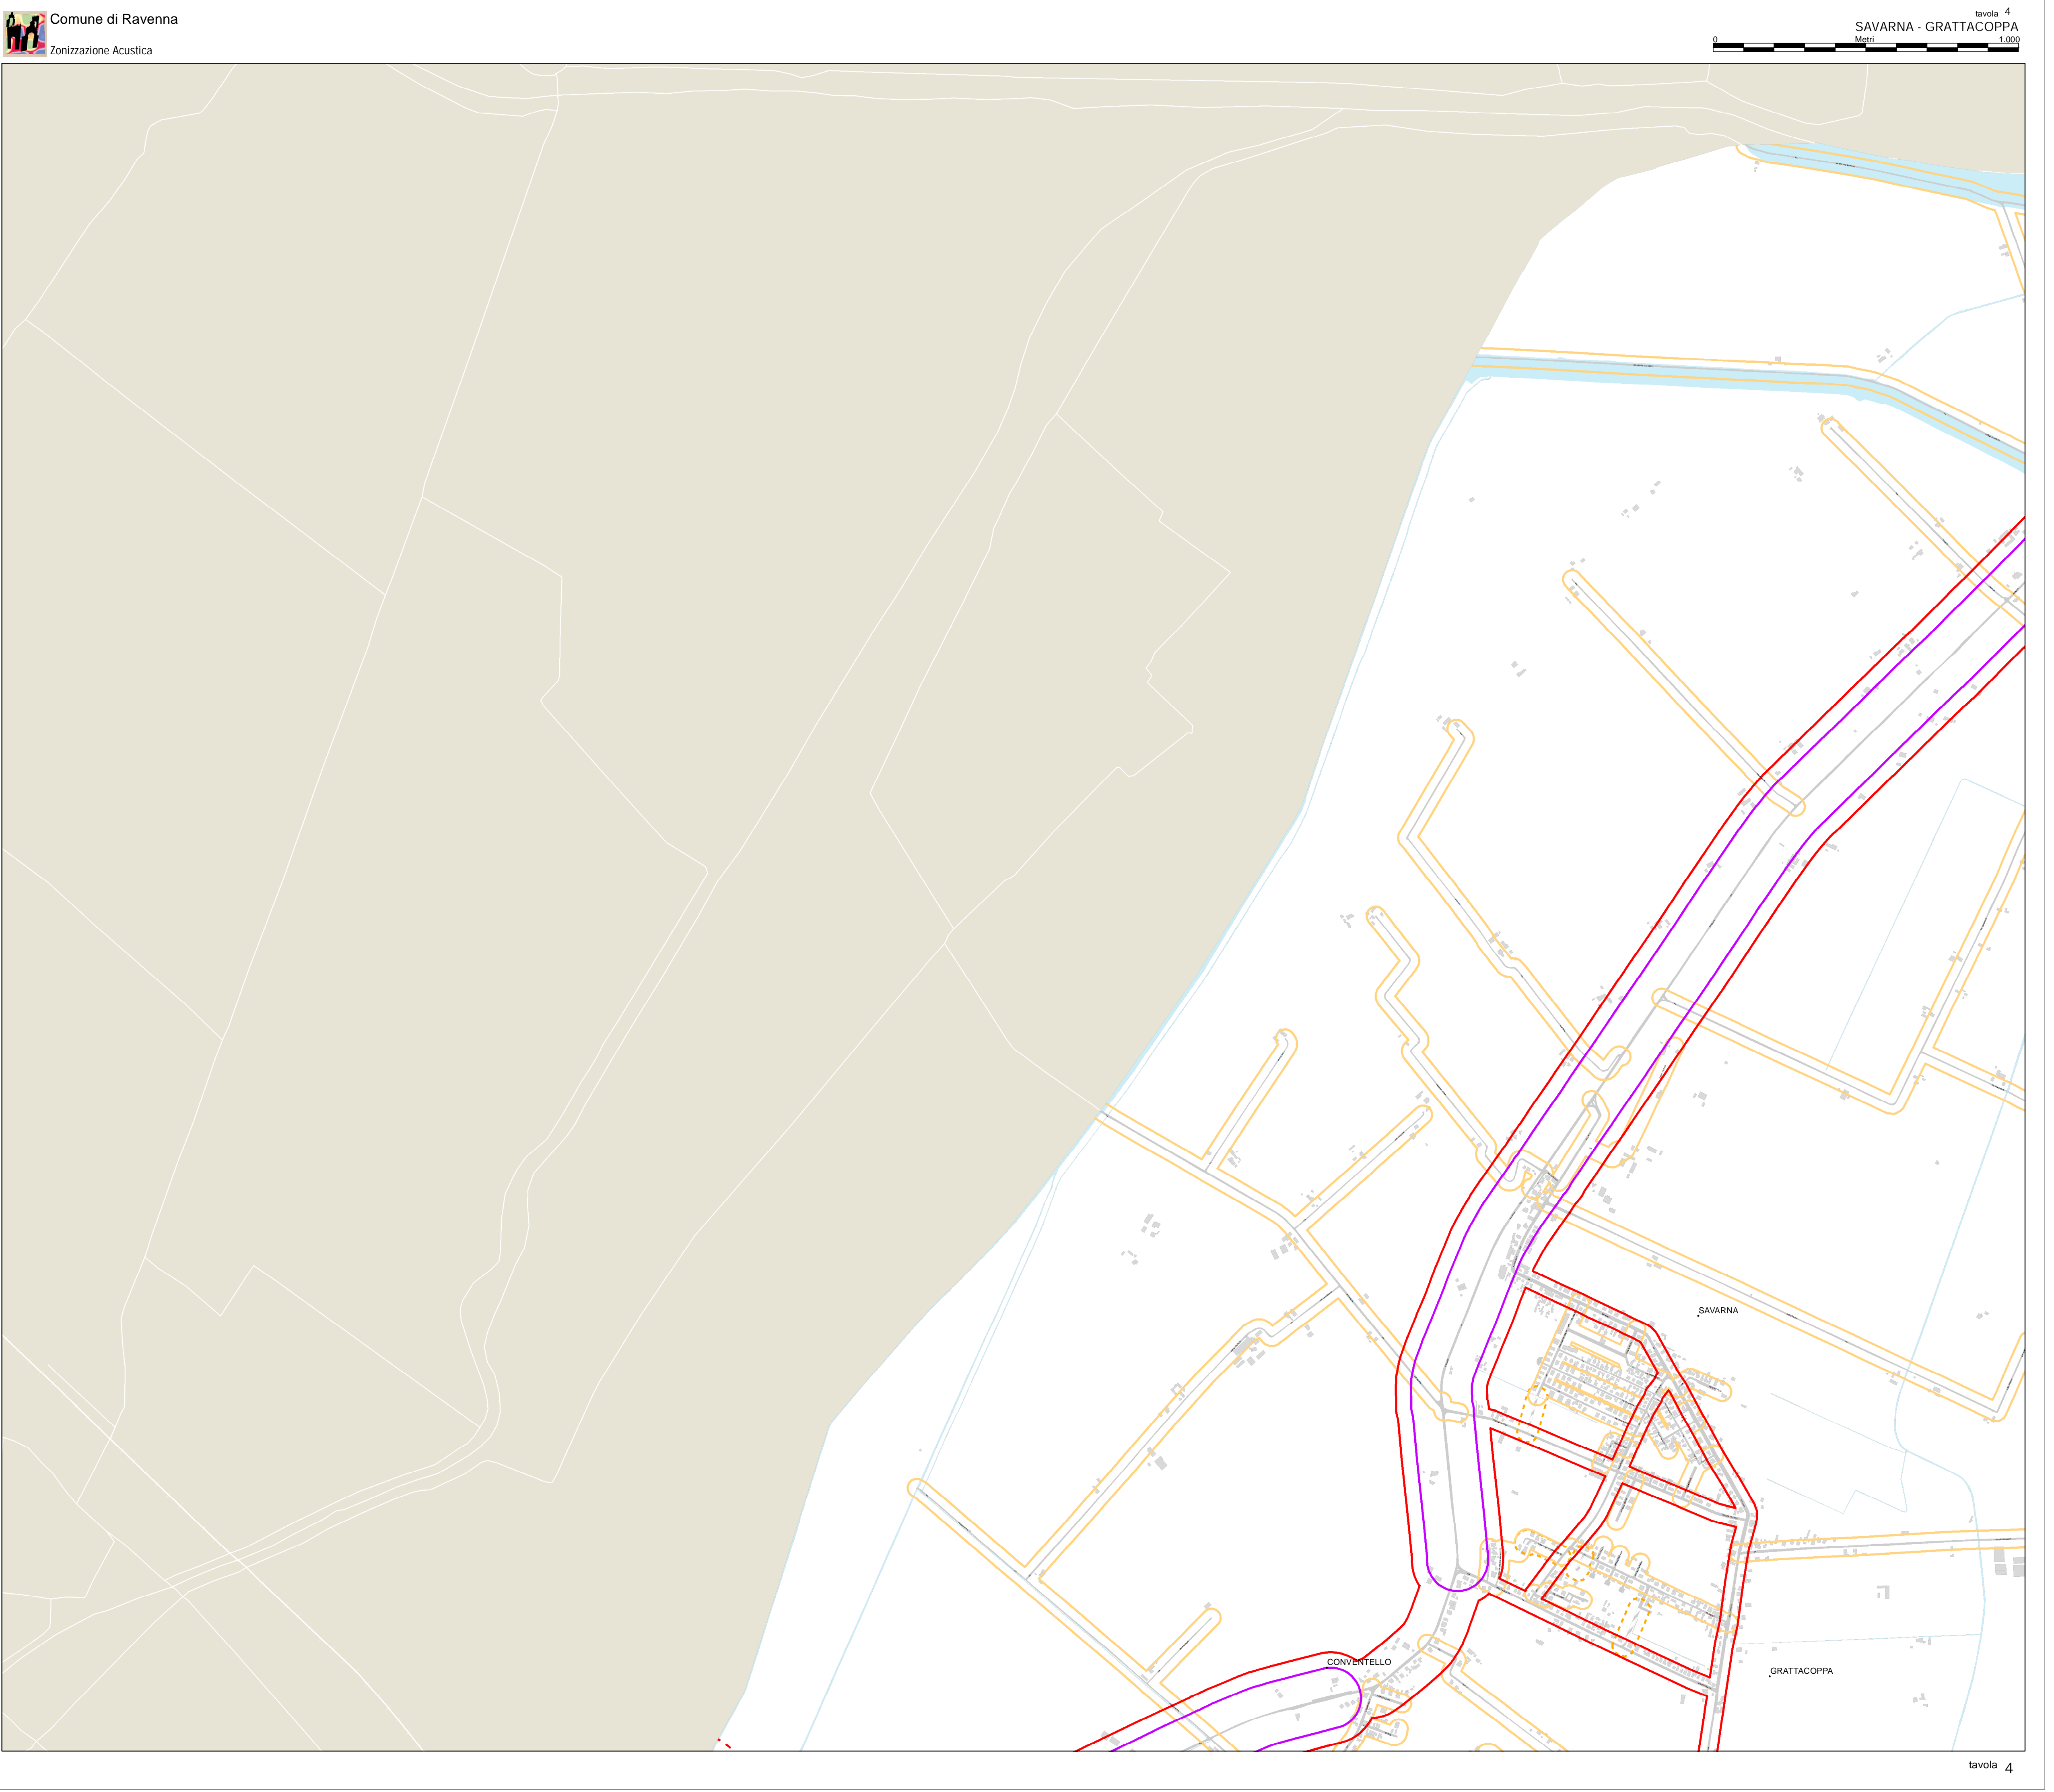 Comune di Ravenna
Zonizzazione Acustica
tavola 4
SAVARNA - GRATTACOPPA
0 Metri 1.000
SAVARNA
CONVENTELLO
GRATTACOPPA
tavola 4